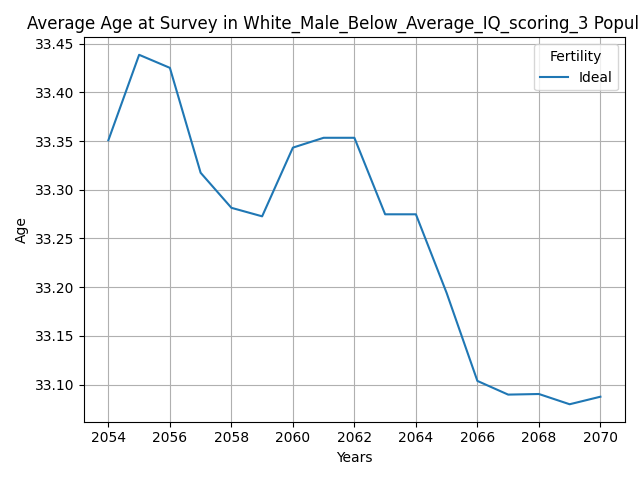 Average Age at Survey in White_Male_Below_Average_IQ_scoring_3 Popul
Fertility
Ideal
33.45
33.40
33.35
33.30
33.25
33.20
33.15
33.10
Age
2054 2056 2058 2060 2062 2064 2066 2068 2070
Years